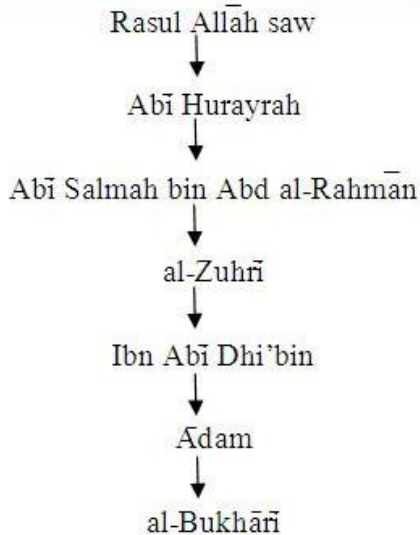 Rasul Allāh saw
Abī Hurayrah
Abī Salmah bin Abd al-Rahmān
al-Zuhrī
Ibn Abī Dhi’bin
Ādam
al-Bukhārī